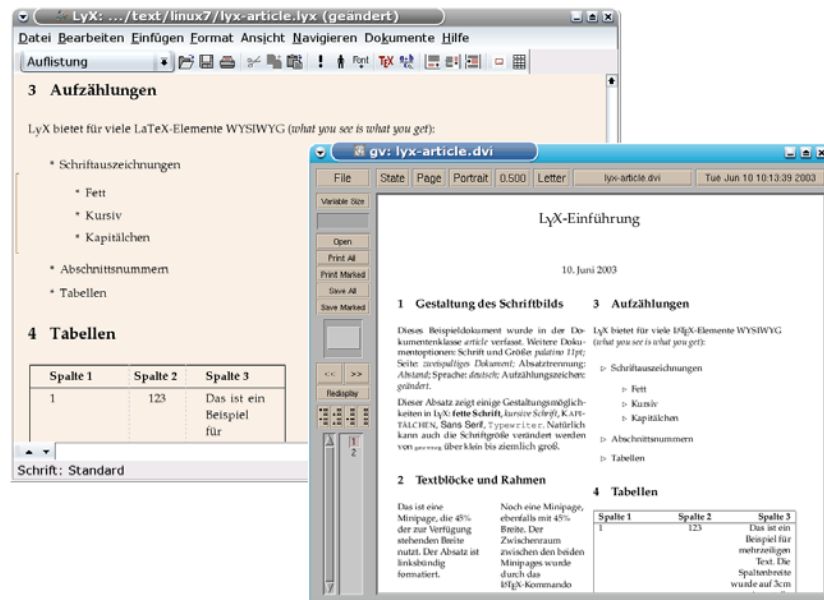 LyX: .../text/linux7/lyx-article.lyx (geändert)
Datei Bearbeiten Einfügen Format Ansicht Navigieren Dokumente Hilfe
Auflistung
Font
TEX
3 Aufzählungen
LyX bietet für viele LaTeX-Elemente WYSIWYG (what you see is what you get):
* Schriftauszeichnungen
* Fett
* Kursiv
* Kapitälchen
* Abschnittsnummern
* Tabellen
4 Tabellen
Spalte 1 Spalte 2 Spalte 3
1 123 Das ist ein
Beispiel
für
Schrift: Standard
gv: lyx-article.dvi
File State Page Portrait 0.500 Letter lyx-article.dvi Tue Jun 10 10:13:39 2003
Variable Size
Open
Print All
Print Marked
Save All
Save Marked
<< >>
Redisplay
1
2
LyX-Einführung
10. Juni 2003
1 Gestaltung des Schriftbilds
Dieses Beispieldokument wurde in der Do-
kumentenklasse article verfasst. Weitere Doku-
mentoptionen: Schrift und Größe: palatino 11pt;
Seite: zweispaltiges Dokument; Absatztrennung:
Abstand; Sprache: deutsch; Aufzählungszeichen:
geändert.
Dieser Absatz zeigt einige Gestaltungsmöglich-
keiten in LyX: fette Schrift, kursive Schrift, KAPI-
TÄLCHEN, Sans Serif, Typewriter. Natürlich
kann auch die Schriftgröße verändert werden
von über klein bis ziemlich groß.
2 Textblöcke und Rahmen
Das ist eine
Minipage, die 45%
der zur Verfügung
stehenden Breite
nutzt. Der Absatz ist
linksbündig
formatiert.
Noch eine Minipage,
ebenfalls mit 45%
Breite. Der
Zwischenraum
zwischen den beiden
Minipages wurde
durch das
LATEX-Kommando
3 Aufzählungen
LyX bietet für viele LATEX-Elemente WYSIWYG
(what you see is what you get):
▷ Schriftauszeichnungen
▷ Fett
▷ Kursiv
▷ Kapitälchen
▷ Abschnittsnummern
▷ Tabellen
4 Tabellen
Spalte 1 Spalte 2 Spalte 3
1 123 Das ist ein
Beispiel für
mehrzeiligen
Text. Die
Spaltenbreite
wurde auf 3cm